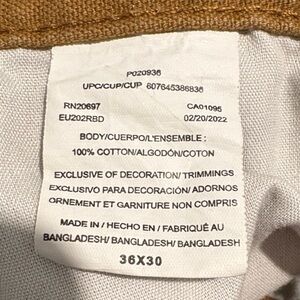 P020936
UPC/CUP/CUP 607645386836
RN20697 CA01095
EU202RBD 02/20/2022
BODY/CUERPO/L'ENSEMBLE :
100% COTTON/ALGODÓN/COTON
EXCLUSIVE OF DECORATION/ TRIMMINGS
EXCLUSIVO PARA DECORACIÓN/ ADORNOS
ORNEMENT ET GARNITURE NON COMPRIS
MADE IN / HECHO EN / FABRIQUÉ AU
BANGLADESH/ BANGLADESH/ BANGLADESH
36X30